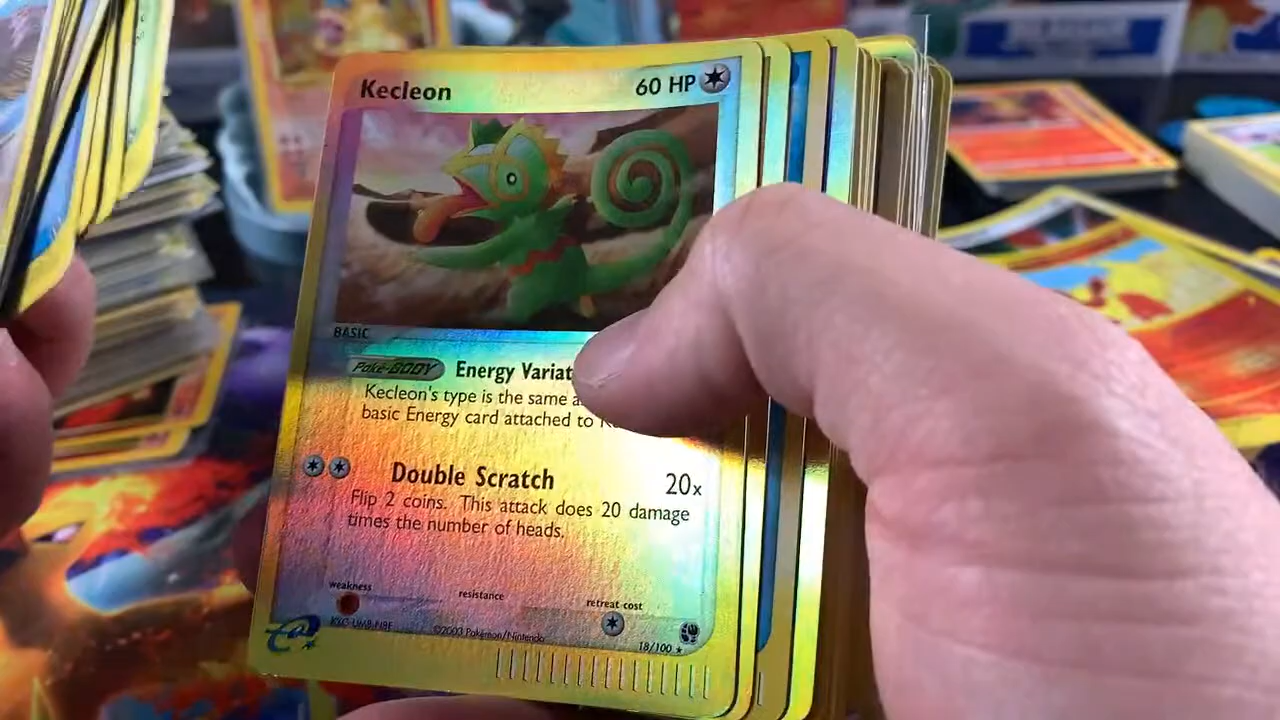 Kecleon 60 HP
BASIC
Poké-BODY Energy Variat
Kecleon's type is the same a
basic Energy card attached to K
Double Scratch 20x
Flip 2 coins. This attack does 20 damage
times the number of heads.
weakness resistance retreat cost
©2003 Pokémon/Nintendo 18/100